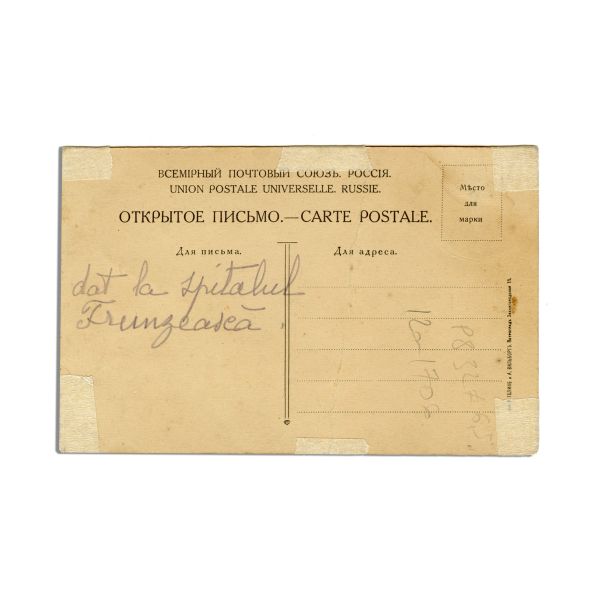 ВСЕМІРНЫЙ ПОЧТОВЫЙ СОЮЗЪ. РОССІЯ.
UNION POSTALE UNIVERSELLE. RUSSIE.
ОТКРЫТОЕ ПИСЬМО.—CARTE POSTALE.
Мѣсто
для
марки
Для письма.
Для адреса.
dat la spitalul
Frunzească.